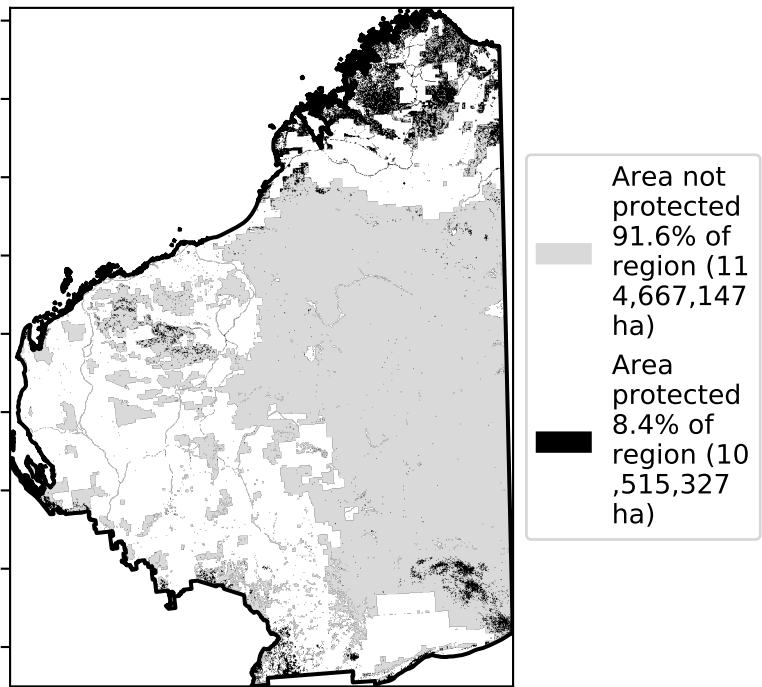 Area not
protected
91.6% of
region (11
4,667,147
ha)
Area
protected
8.4% of
region (10
,515,327
ha)